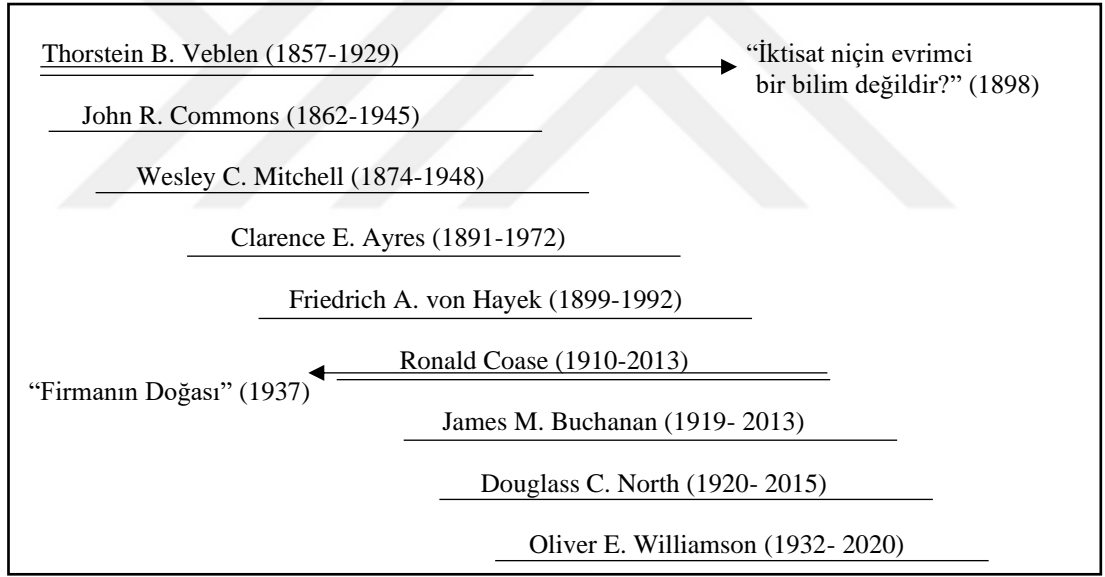 Thorstein B. Veblen (1857-1929)
“İktisat niçin evrimci
bir bilim değildir?” (1898)
John R. Commons (1862-1945)
Wesley C. Mitchell (1874-1948)
Clarence E. Ayres (1891-1972)
Friedrich A. von Hayek (1899-1992)
Ronald Coase (1910-2013)
“Firmanın Doğası” (1937)
James M. Buchanan (1919- 2013)
Douglass C. North (1920- 2015)
Oliver E. Williamson (1932- 2020)